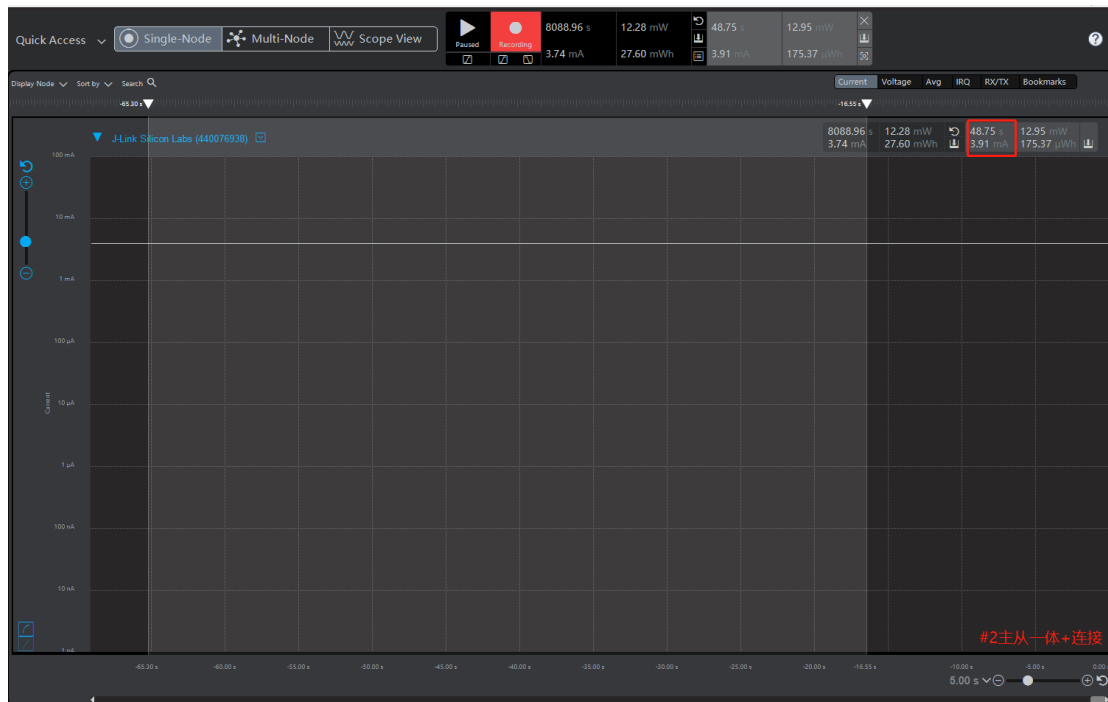 Quick Access
Single-Node
Multi-Node
Scope View
Paused
Recording
8088.96 s
12.28 mW
3.74 mA
27.60 mWh
48.75 s
12.95 mW
3.91 mA
175.37 µWh
Display Node
Sort by
Search
Current
Voltage
Avg
IRQ
RX/TX
Bookmarks
-65.30 s
-16.55 s
J-Link Silicon Labs (440076938)
8088.96 s
12.28 mW
48.75 s
12.95 mW
3.74 mA
27.60 mWh
3.91 mA
175.37 µWh
100 mA
10 mA
1 mA
100 µA
10 µA
1 µA
100 nA
10 nA
1 nA
Current
#2主从一体+连接
-65.30 s
-60.00 s
-55.00 s
-50.00 s
-45.00 s
-40.00 s
-35.00 s
-30.00 s
-25.00 s
-20.00 s
-16.55 s
-10.00 s
-5.00 s
0.00
5.00 s